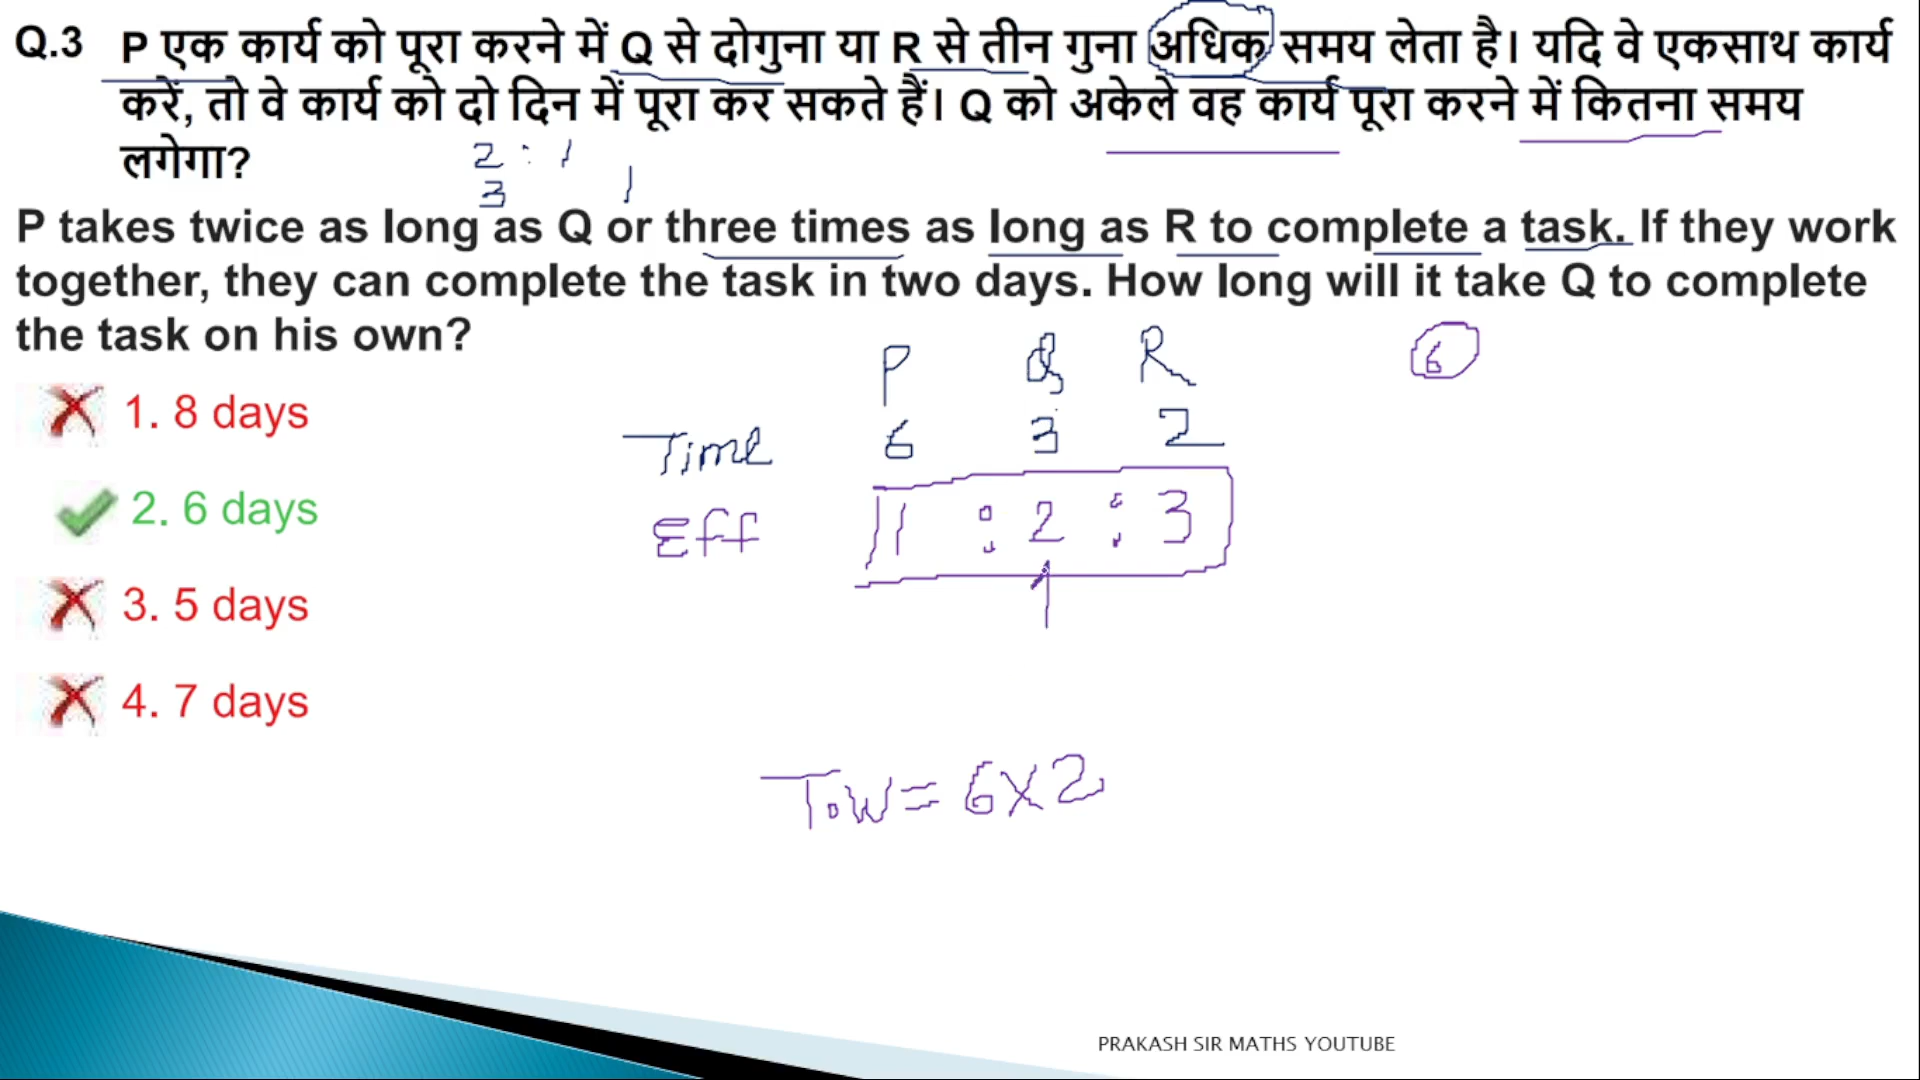 Q.3 P एक कार्य को पूरा करने में Q से दोगुना या R से तीन गुना अधिक समय लेता है। यदि वे एकसाथ कार्य
करें, तो वे कार्य को दो दिन में पूरा कर सकते हैं। Q को अकेले वह कार्य पूरा करने में कितना समय
लगेगा?
2 : 1
3 1
P takes twice as long as Q or three times as long as R to complete a task. If they work
together, they can complete the task in two days. How long will it take Q to complete
the task on his own?
P Q R
6
1. 8 days
Time 6 3 2
2. 6 days
Eff 1 : 2 : 3
3. 5 days
4. 7 days
T.W = 6x2
PRAKASH SIR MATHS YOUTUBE